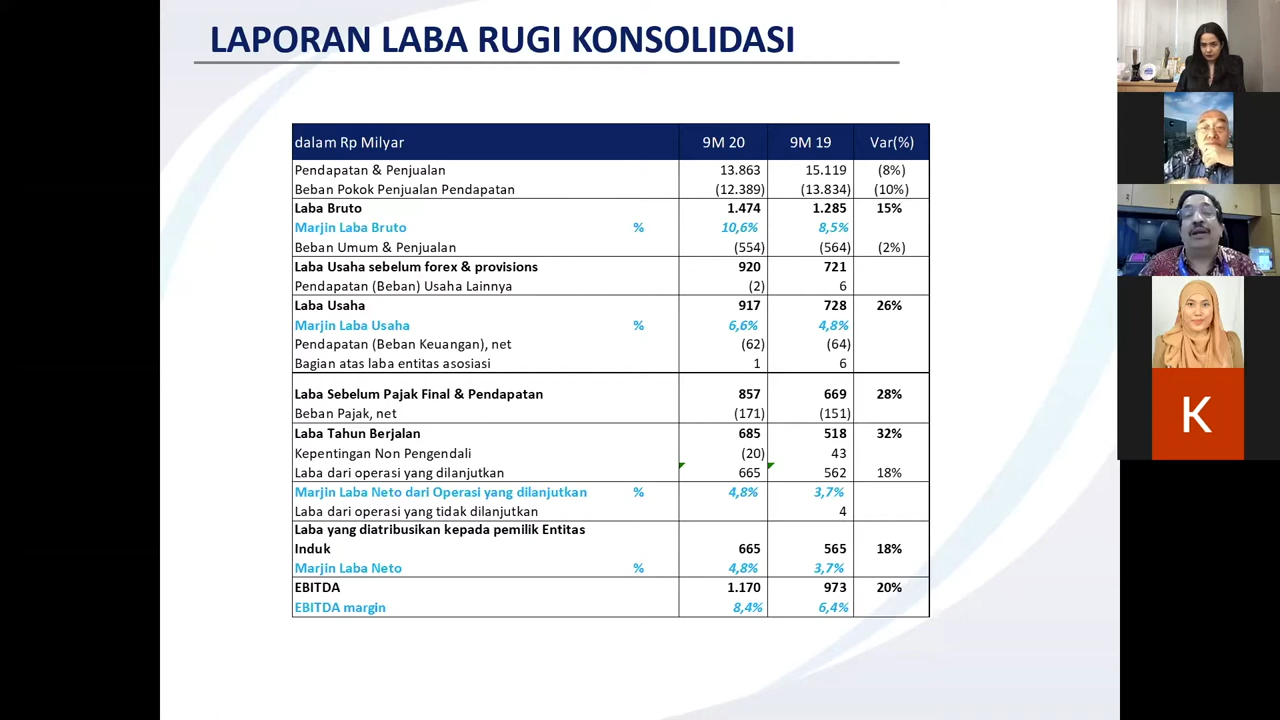 LAPORAN LABA RUGI KONSOLIDASI
dalam Rp Milyar 9M 20 9M 19 Var(%)
Pendapatan & Penjualan 13.863 15.119 (8%)
Beban Pokok Penjualan Pendapatan (12.389) (13.834) (10%)
Laba Bruto 1.474 1.285 15%
Marjin Laba Bruto % 10,6% 8,5%
Beban Umum & Penjualan (554) (564) (2%)
Laba Usaha sebelum forex & provisions 920 721
Pendapatan (Beban) Usaha Lainnya (2) 6
Laba Usaha 917 728 26%
Marjin Laba Usaha % 6,6% 4,8%
Pendapatan (Beban Keuangan), net (62) (64)
Bagian atas laba entitas asosiasi 1 6
Laba Sebelum Pajak Final & Pendapatan 857 669 28%
Beban Pajak, net (171) (151)
Laba Tahun Berjalan 685 518 32%
Kepentingan Non Pengendali (20) 43
Laba dari operasi yang dilanjutkan 665 562 18%
Marjin Laba Neto dari Operasi yang dilanjutkan % 4,8% 3,7%
Laba dari operasi yang tidak dilanjutkan 4
Laba yang diatribusikan kepada pemilik Entitas
Induk 665 565 18%
Marjin Laba Neto % 4,8% 3,7%
EBITDA 1.170 973 20%
EBITDA margin 8,4% 6,4%
K